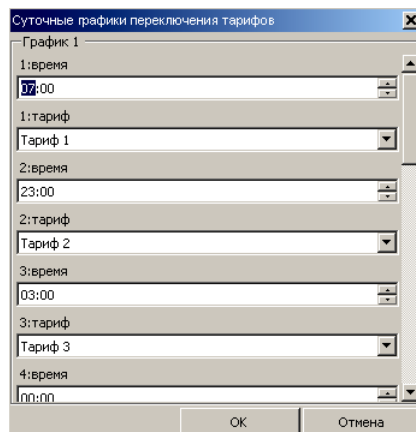 Суточные графики переключения тарифов
График 1
1:время
07:00
1:тариф
Тариф 1
2:время
23:00
2:тариф
Тариф 2
3:время
03:00
3:тариф
Тариф 3
4:время
00:00
ОК Отмена